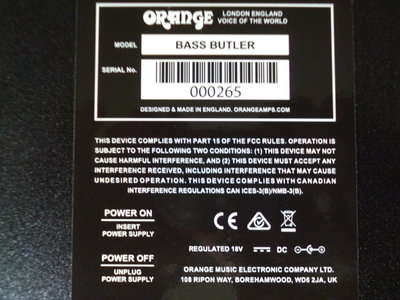 ORANGE
LONDON ENGLAND
VOICE OF THE WORLD
MODEL BASS BUTLER
SERIAL No.
000265
DESIGNED & MADE IN ENGLAND. ORANGEAMPS.COM
THIS DEVICE COMPLIES WITH PART 15 OF THE FCC RULES. OPERATION IS
SUBJECT TO THE FOLLOWING TWO CONDITIONS: (1) THIS DEVICE MAY NOT
CAUSE HARMFUL INTERFERENCE, AND (2) THIS DEVICE MUST ACCEPT ANY
INTERFERENCE RECEIVED, INCLUDING INTERFERENCE THAT MAY CAUSE
UNDESIRED OPERATION. THIS DEVICE COMPLIES WITH CANADIAN
INTERFERENCE REGULATIONS CAN ICES-3(B)/NMB-3(B).
POWER ON
INSERT
POWER SUPPLY
CE
REGULATED 18V DC
POWER OFF
UNPLUG
POWER SUPPLY
ORANGE MUSIC ELECTRONIC COMPANY LTD.
108 RIPON WAY, BOREHAMWOOD, WD6 2JA, UK